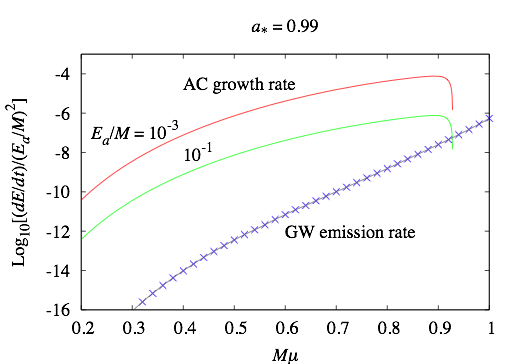 a* = 0.99
Log10[(dE/dt)/(Ea/M)^2]
-4
-6
-8
-10
-12
-14
-16
AC growth rate
Ea/M = 10^-3
10^-1
GW emission rate
0.2 0.3 0.4 0.5 0.6 0.7 0.8 0.9 1
Mμ